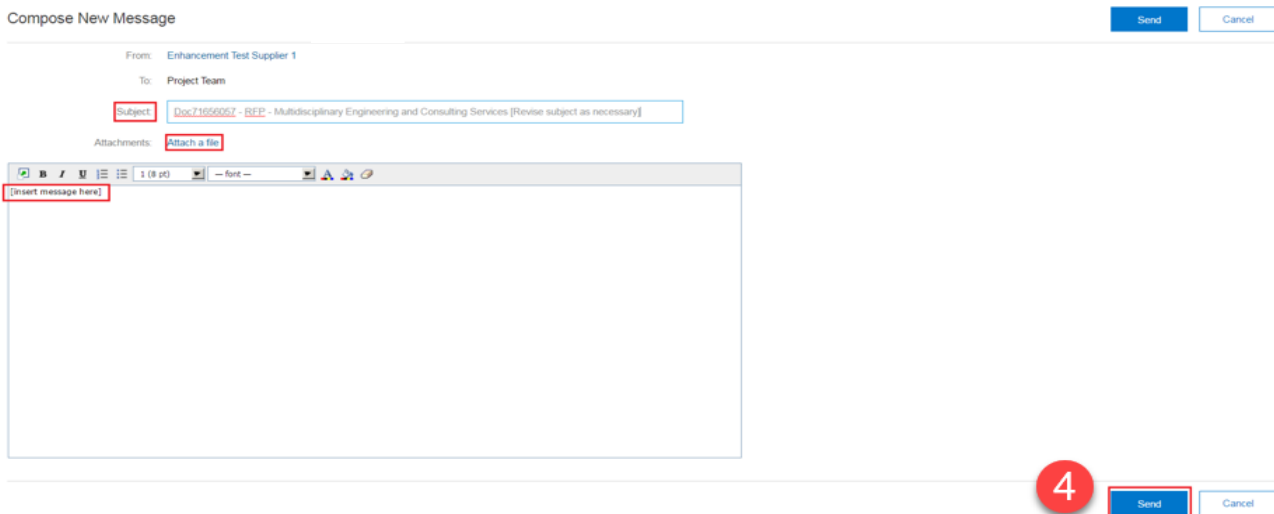 Compose New Message Send Cancel
From: Enhancement Test Supplier 1
To: Project Team
Subject: Doc71656057 - RFP - Multidisciplinary Engineering and Consulting Services [Revise subject as necessary]
Attachments: Attach a file
B I U 1 (8 pt) — font — A
[insert message here]
4 Send Cancel